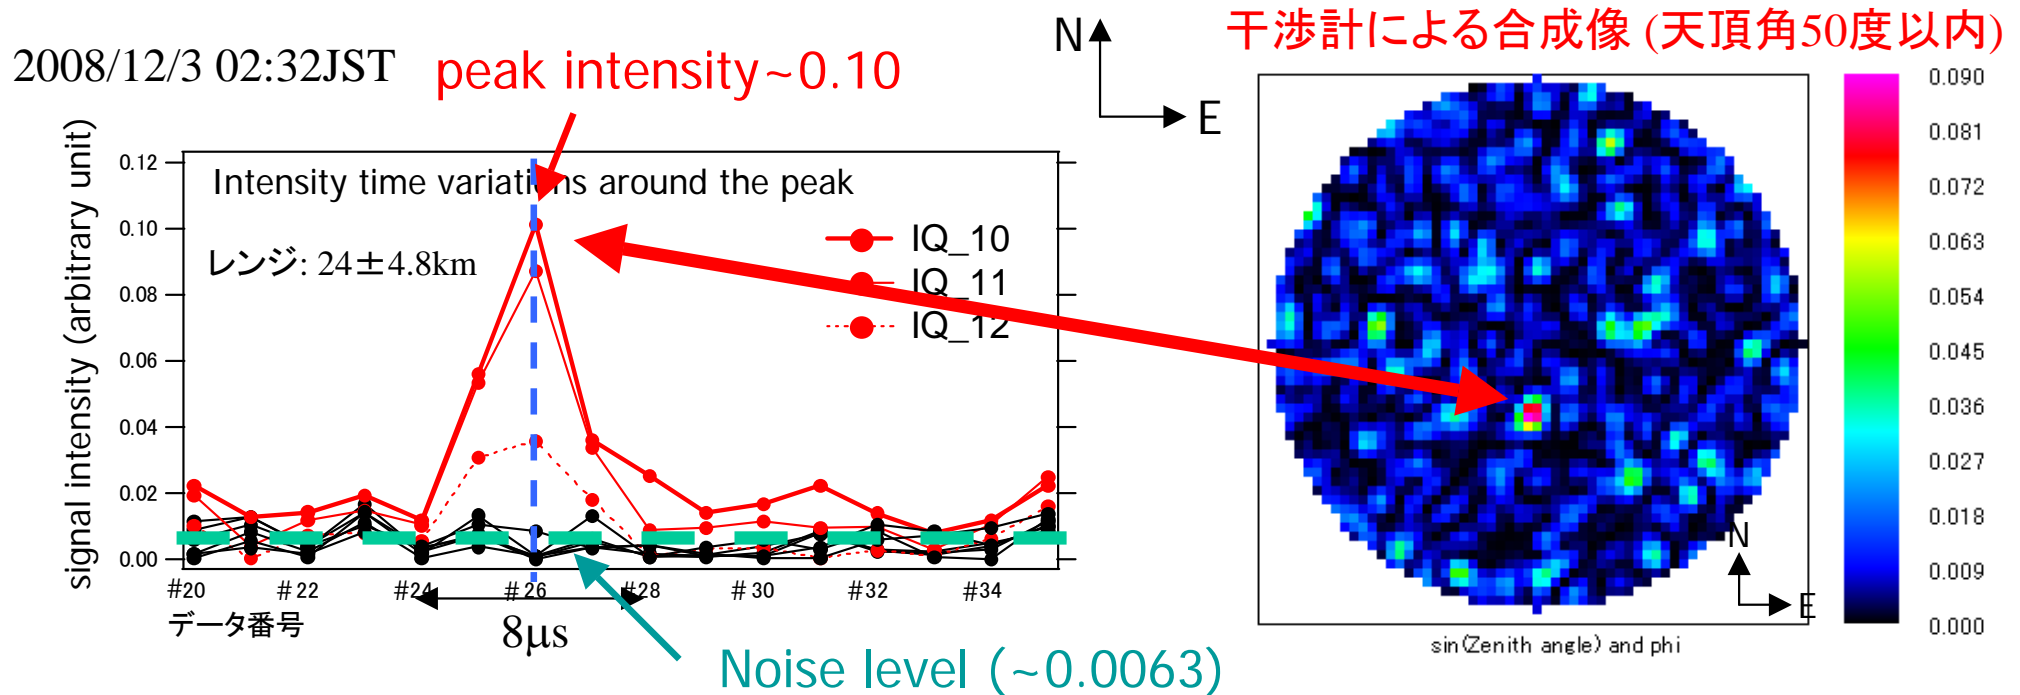 2008/12/3 02:32JST
peak intensity~0.10
signal intensity (arbitrary unit)
0.12
0.10
0.08
0.06
0.04
0.02
0.00
Intensity time variations around the peak
レンジ: 24±4.8km
IQ_10
IQ_11
IQ_12
#20
#22
#24
#26
#28
#30
#32
#34
データ番号
8μs
Noise level (~0.0063)
N
E
干渉計による合成像 (天頂角50度以内)
0.090
0.081
0.072
0.063
0.054
0.045
0.036
0.027
0.018
0.009
0.000
N
E
sin(Zenith angle) and phi